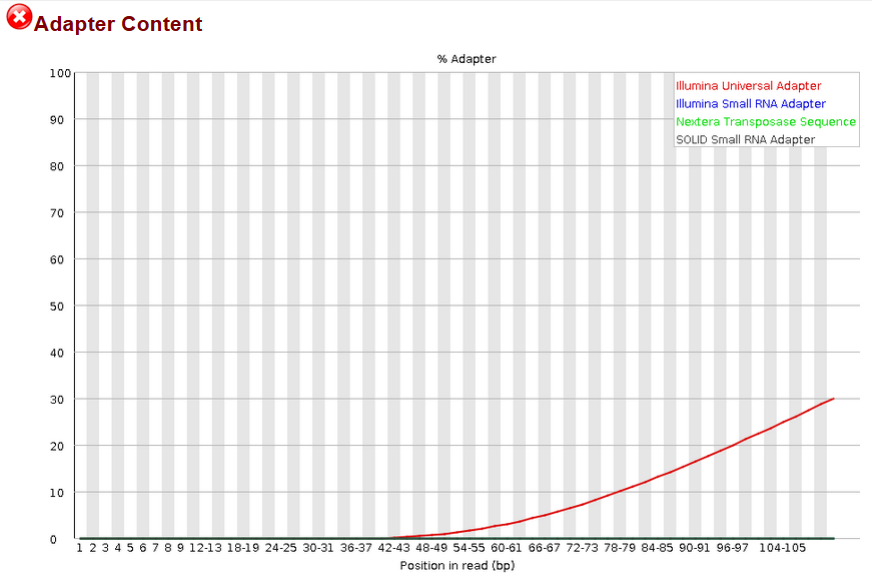 Adapter Content
% Adapter
100
90
80
70
60
50
40
30
20
10
0
Illumina Universal Adapter
Illumina Small RNA Adapter
Nextera Transposase Sequence
SOLID Small RNA Adapter
1 2 3 4 5 6 7 8 9 12-13 18-19 24-25 30-31 36-37 42-43 48-49 54-55 60-61 66-67 72-73 78-79 84-85 90-91 96-97 104-105
Position in read (bp)